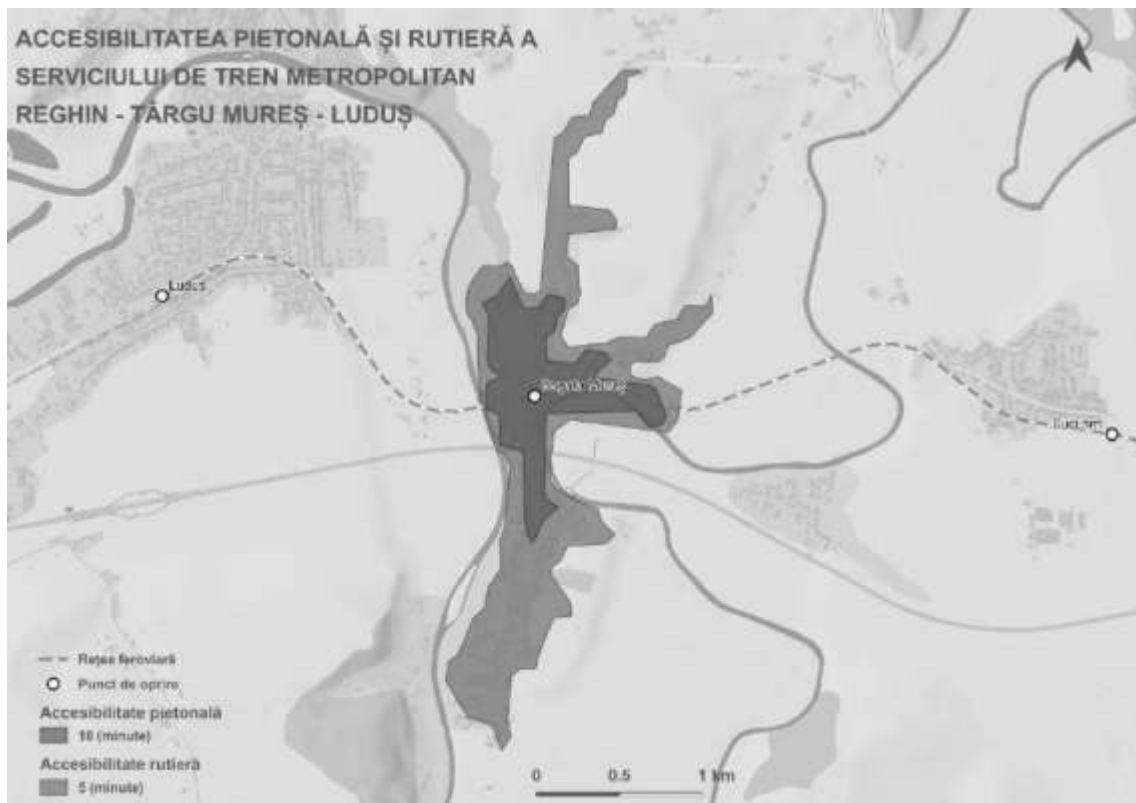 ACCESIBILITATEA PIETONALĂ ȘI RUTIERĂ A
SERVICIULUI DE TREN METROPOLITAN
REGHIN - TÂRGU MUREȘ - LUDUȘ
Luduș
Rețea feroviară
Punct de oprire
Accesibilitate pietonală
10 (minute)
Accesibilitate rutieră
5 (minute)
0 0.5 1 km